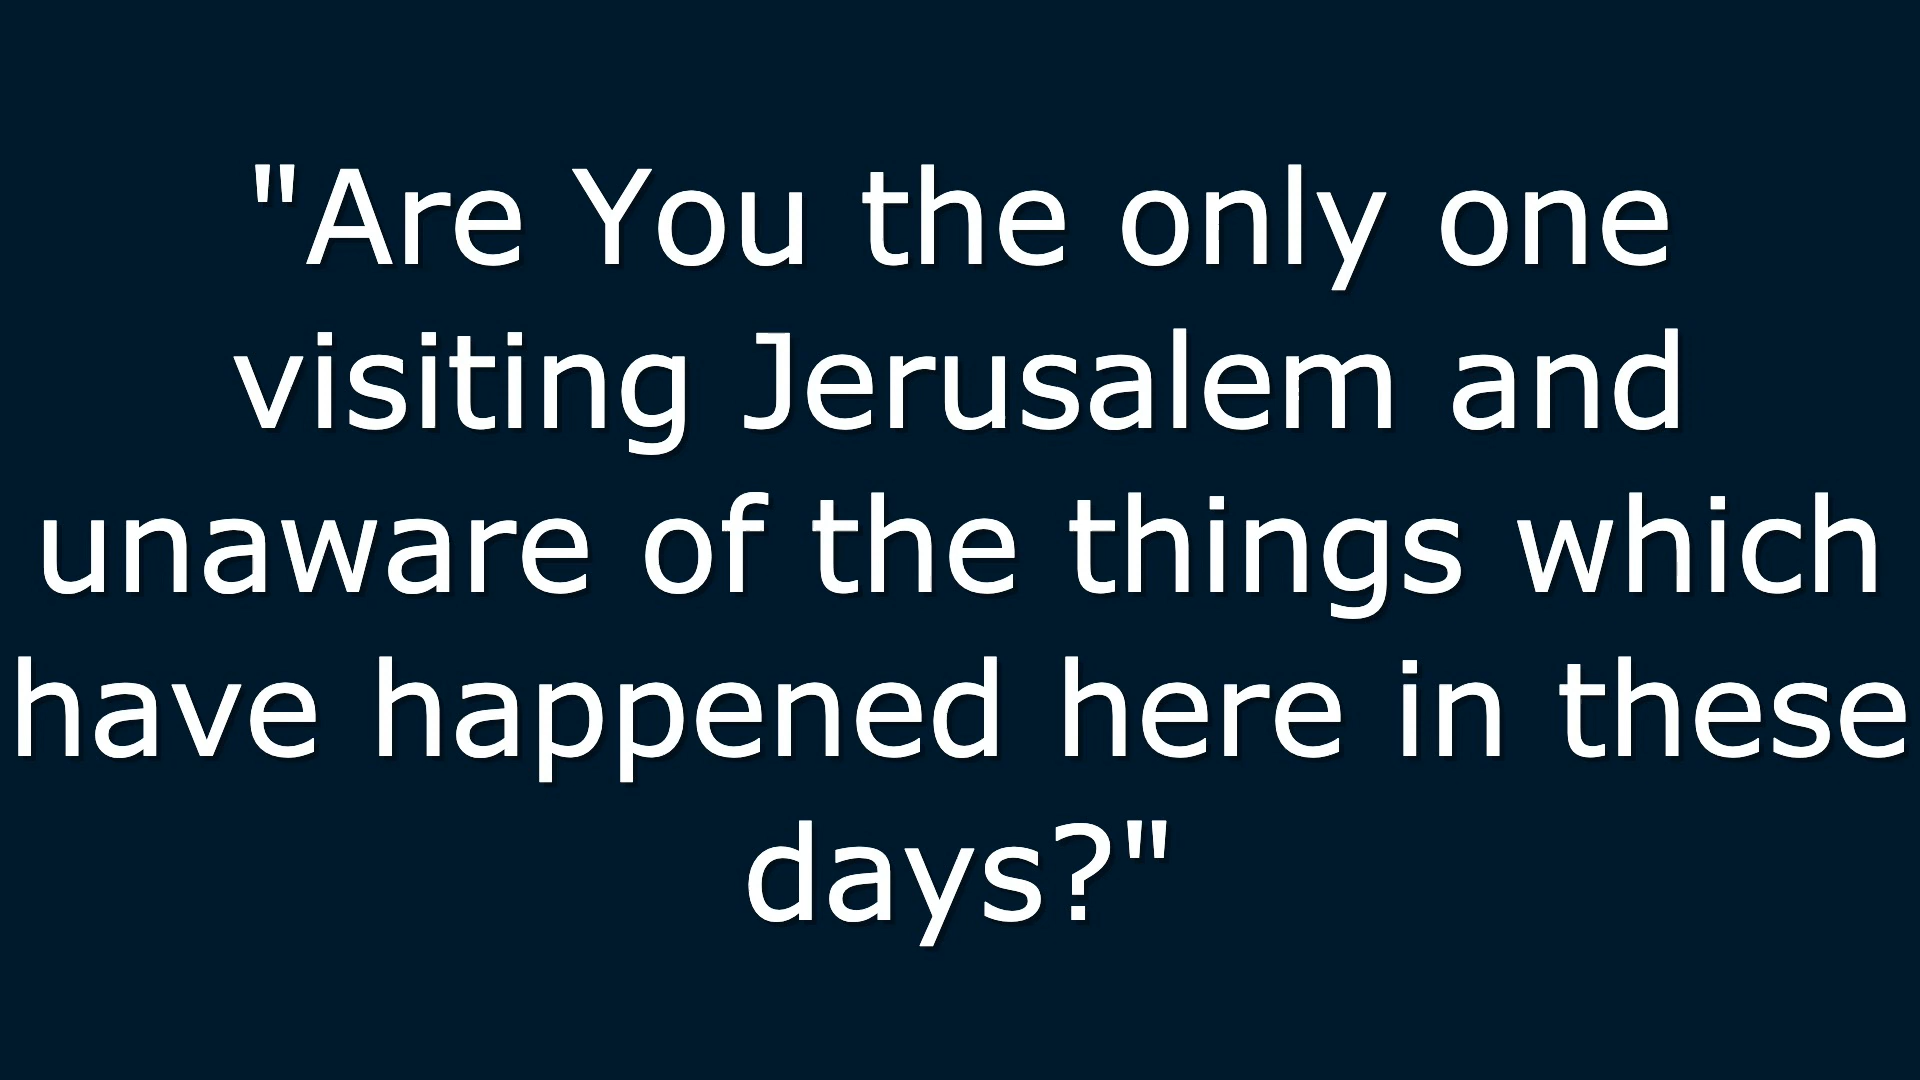 "Are You the only one
visiting Jerusalem and
unaware of the things which
have happened here in these
days?"